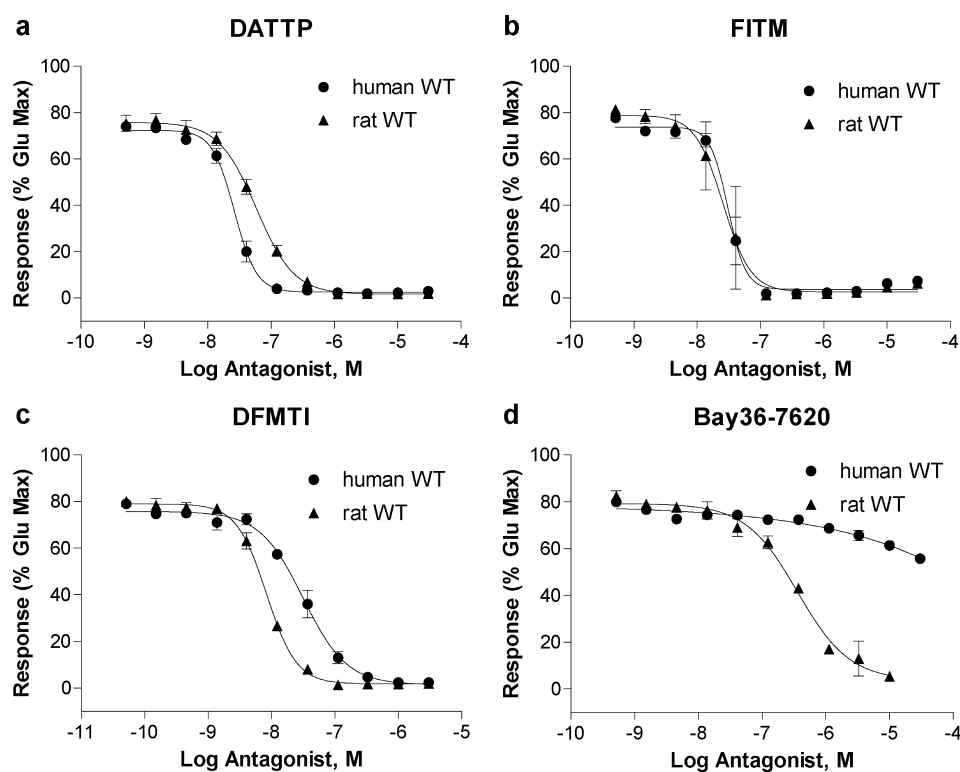 a
DATTP
Response (% Glu Max)
100
80
60
40
20
0
human WT
rat WT
-10 -9 -8 -7 -6 -5 -4
Log Antagonist, M
b
FITM
Response (% Glu Max)
100
80
60
40
20
0
human WT
rat WT
-10 -9 -8 -7 -6 -5 -4
Log Antagonist, M
c
DFMTI
Response (% Glu Max)
100
80
60
40
20
0
human WT
rat WT
-11 -10 -9 -8 -7 -6 -5
Log Antagonist, M
d
Bay36-7620
Response (% Glu Max)
100
80
60
40
20
0
human WT
rat WT
-10 -9 -8 -7 -6 -5 -4
Log Antagonist, M